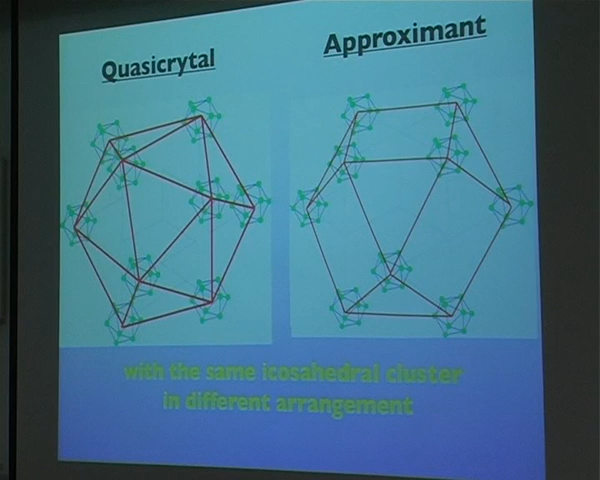 Quasicrytal
Approximant
with the same icosahedral cluster
in different arrangement